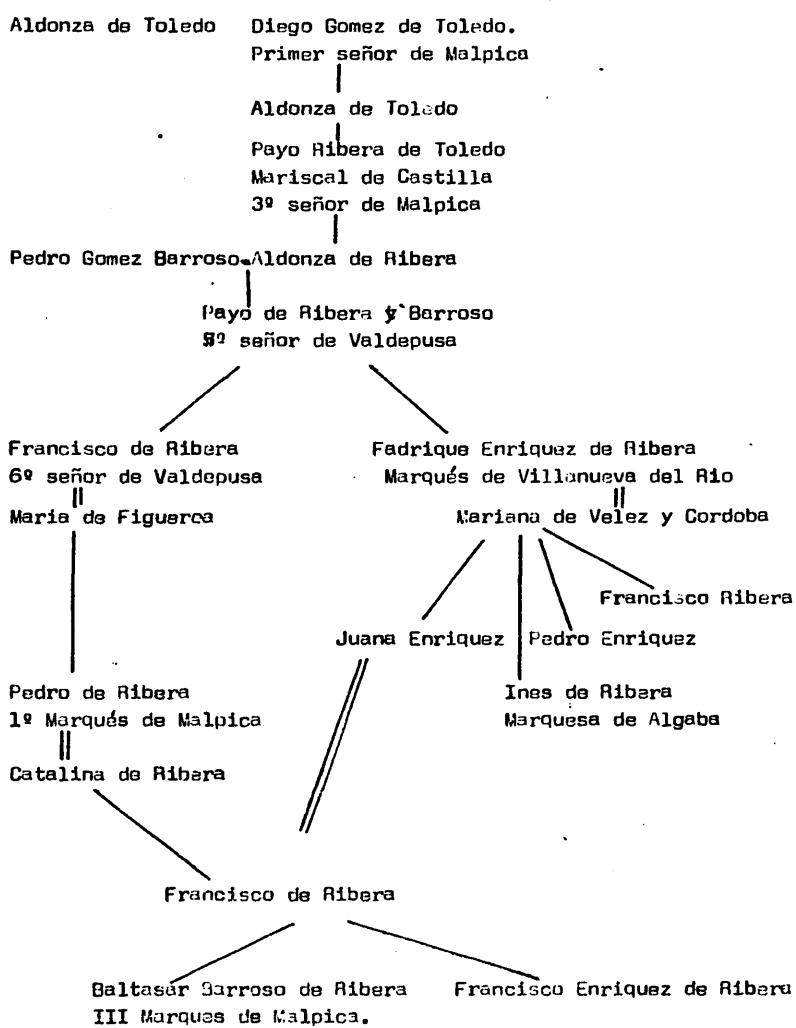 Aldonza de Toledo Diego Gomez de Toledo.
Primer señor de Malpica
Aldonza de Toledo
Payo Ribera de Toledo
Mariscal de Castilla
3º señor de Malpica
Pedro Gomez Barroso.Aldonza de Ribera
Payo de Ribera y Barroso
5º señor de Valdepusa
Francisco de Ribera Fadrique Enriquez de Ribera
6º señor de Valdepusa Marqués de Villanueva del Rio
Maria de Figueroa Mariana de Velez y Cordoba
Francisco Ribera
Juana Enriquez Pedro Enriquez
Pedro de Ribera Ines de Ribera
1º Marqués de Malpica Marquesa de Algaba
Catalina de Ribera
Francisco de Ribera
Baltasar Barroso de Ribera Francisco Enriquez de Ribera
III Marques de Malpica.